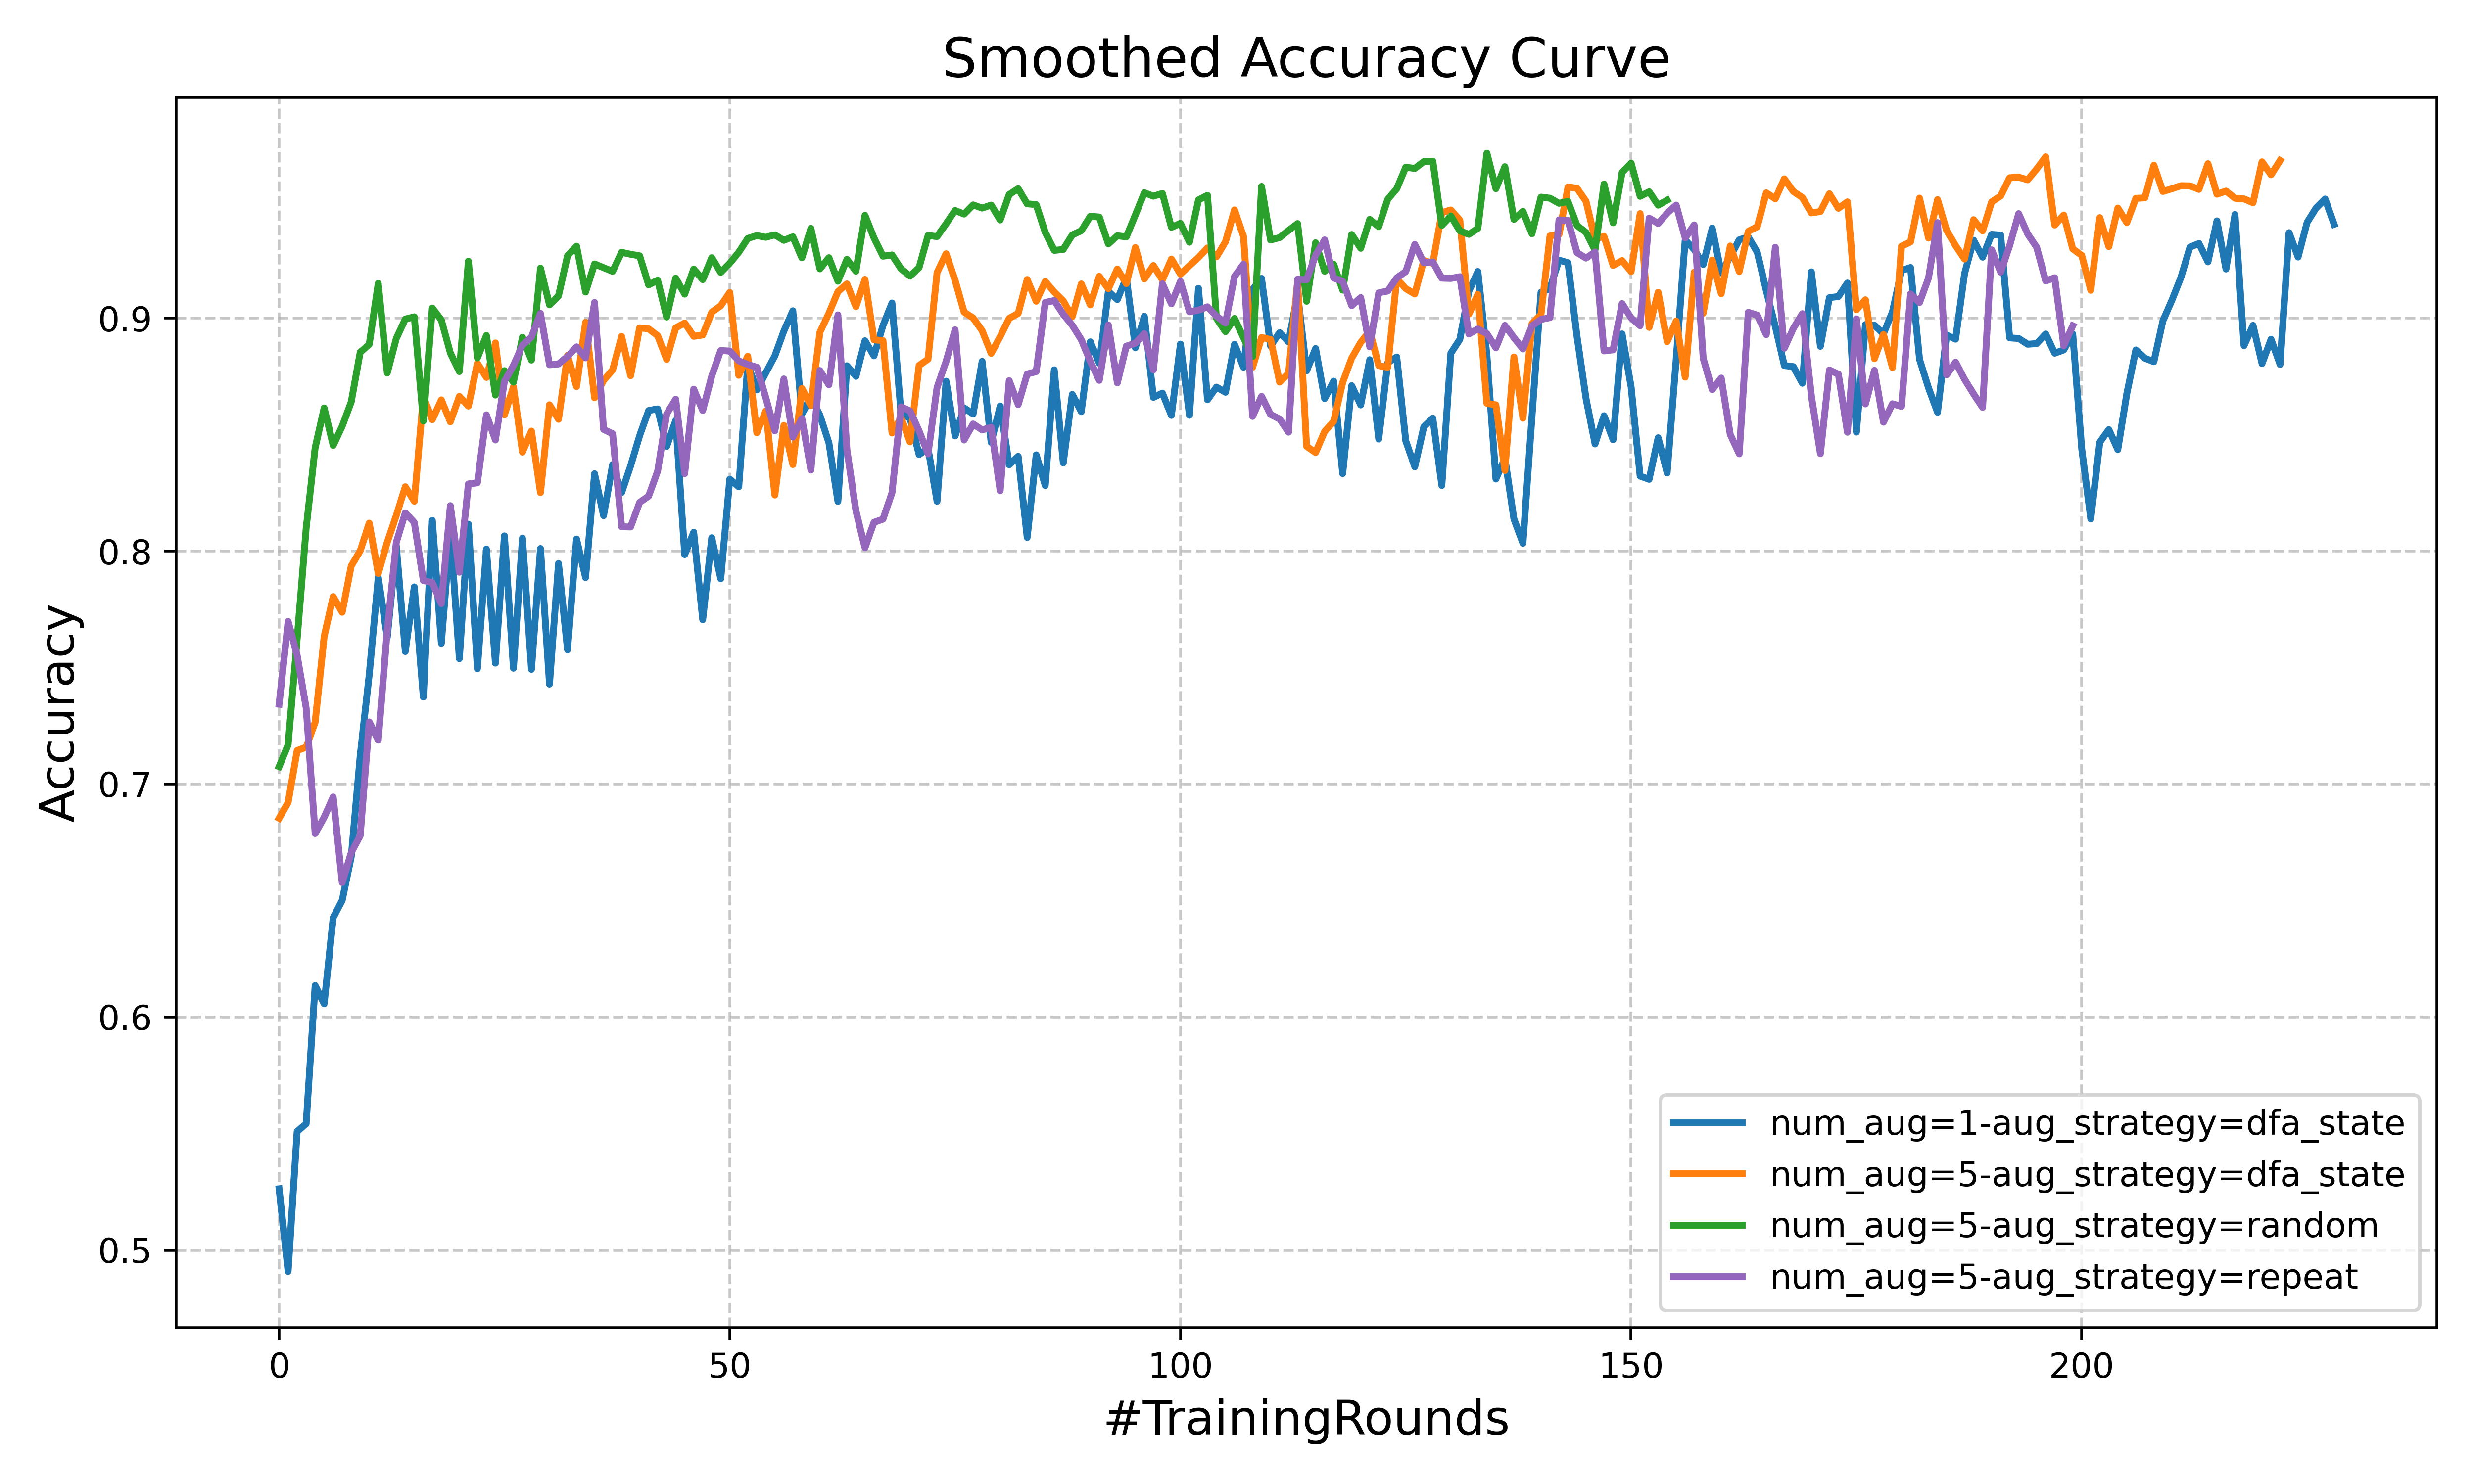 Smoothed Accuracy Curve
Accuracy
0.9
0.8
0.7
0.6
0.5
0
50
100
150
200
#TrainingRounds
num_aug=1-aug_strategy=dfa_state
num_aug=5-aug_strategy=dfa_state
num_aug=5-aug_strategy=random
num_aug=5-aug_strategy=repeat